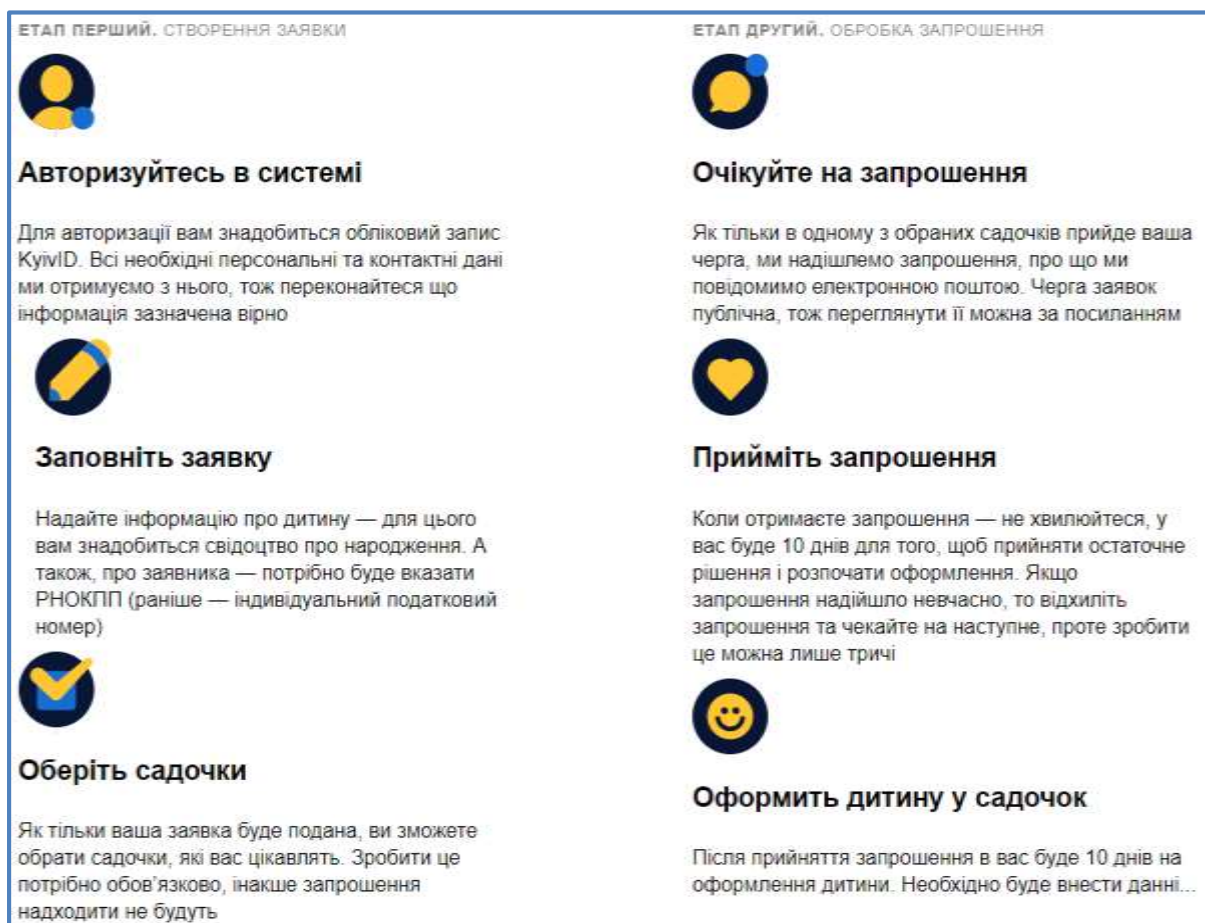 ЕТАП ПЕРШИЙ. СТВОРЕННЯ ЗАЯВКИ
Авторизуйтесь в системі
Для авторизації вам знадобиться обліковий запис
KyivID. Всі необхідні персональні та контактні дані
ми отримуємо з нього, тож переконайтеся що
інформація зазначена вірно
Заповніть заявку
Надайте інформацію про дитину — для цього
вам знадобиться свідоцтво про народження. А
також, про заявника — потрібно буде вказати
РНОКПП (раніше — індивідуальний податковий
номер)
Оберіть садочки
Як тільки ваша заявка буде подана, ви зможете
обрати садочки, які вас цікавлять. Зробити це
потрібно обов’язково, інакше запрошення
надходити не будуть
ЕТАП ДРУГИЙ. ОБРОБКА ЗАПРОШЕННЯ
Очікуйте на запрошення
Як тільки в одному з обраних садочків прийде ваша
черга, ми надішлемо запрошення, про що ми
повідомимо електронною поштою. Черга заявок
публічна, тож переглянути її можна за посиланням
Прийміть запрошення
Коли отримаєте запрошення — не хвилюйтеся, у
вас буде 10 днів для того, щоб прийняти остаточне
рішення і розпочати оформлення. Якщо
запрошення надійшло невчасно, то відхиліть
запрошення та чекайте на наступне, проте зробити
це можна лише тричі
Оформить дитину у садочок
Після прийняття запрошення в вас буде 10 днів на
оформлення дитини. Необхідно буде внести данні...